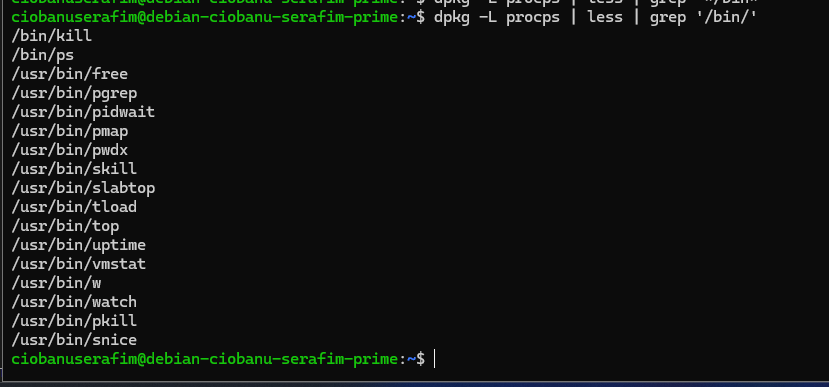 ciobanuserafim@debian-ciobanu-serafim-prime:~$ dpkg -L procps | less | grep '/bin/'
/bin/kill
/bin/ps
/usr/bin/free
/usr/bin/pgrep
/usr/bin/pidwait
/usr/bin/pmap
/usr/bin/pwdx
/usr/bin/skill
/usr/bin/slabtop
/usr/bin/tload
/usr/bin/top
/usr/bin/uptime
/usr/bin/vmstat
/usr/bin/w
/usr/bin/watch
/usr/bin/pkill
/usr/bin/snice
ciobanuserafim@debian-ciobanu-serafim-prime:~$